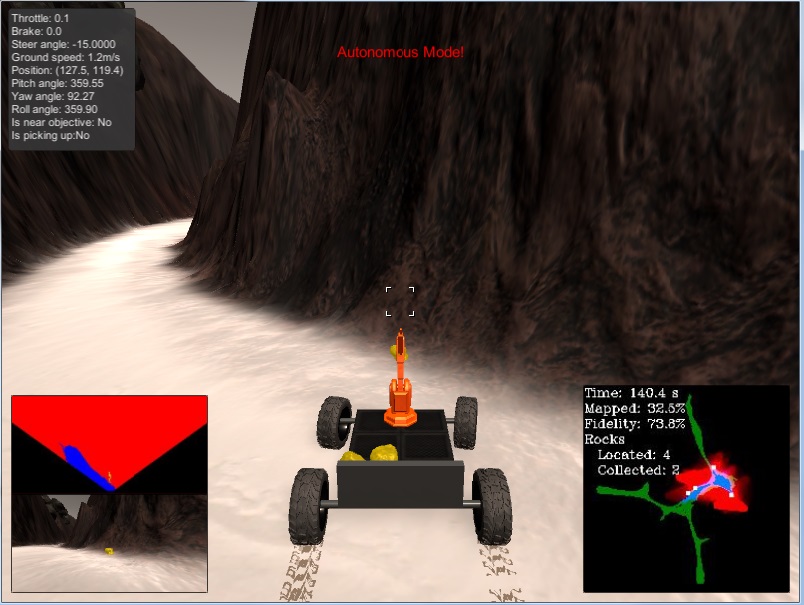 Throttle: 0.1
Brake: 0.0
Steer angle: -15.0000
Ground speed: 1.2m/s
Position: (127.5, 119.4)
Pitch angle: 359.55
Yaw angle: 92.27
Roll angle: 359.90
Is near objective: No
Is picking up:No
Autonomous Mode!
Time: 140.4 s
Mapped: 32.5%
Fidelity: 73.8%
Rocks
Located: 4
Collected: 2